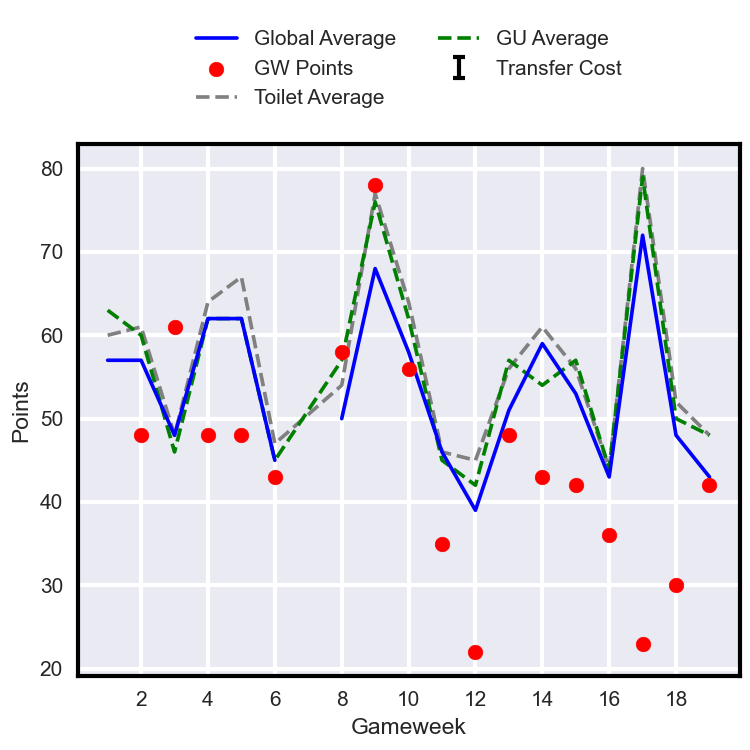 Global Average
GW Points
Toilet Average
GU Average
Transfer Cost
80
70
60
50
40
30
20
Points
2 4 6 8 10 12 14 16 18
Gameweek